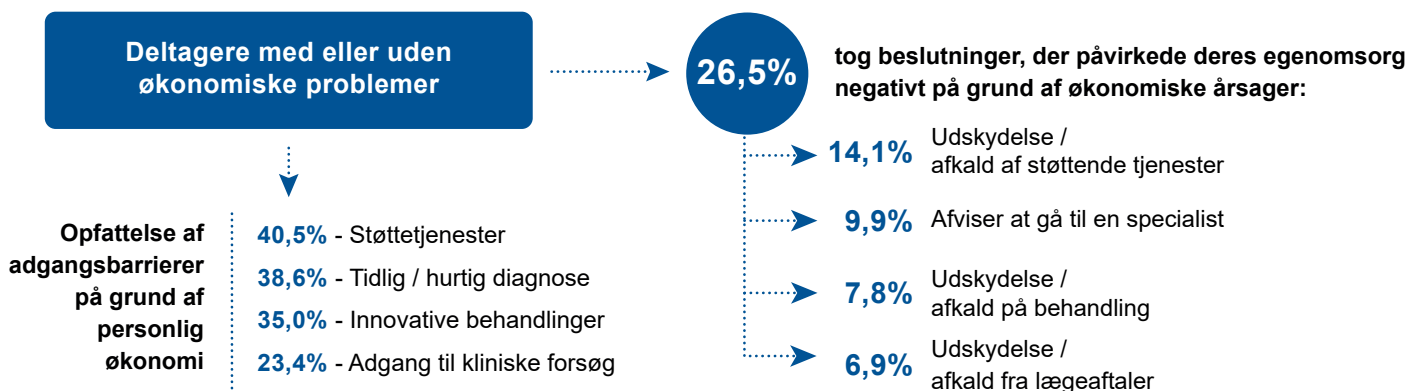 Deltagere med eller uden
økonomiske problemer
26,5%
tog beslutninger, der påvirkede deres egenomsorg
negativt på grund af økonomiske årsager:
14,1% Udskydelse /
afkald af støttende tjenester
9,9% Afviser at gå til en specialist
7,8% Udskydelse /
afkald på behandling
6,9% Udskydelse /
afkald fra lægeaftaler
Opfattelse af
adgangsbarrierer
på grund af
personlig
økonomi
40,5% - Støttetjenester
38,6% - Tidlig / hurtig diagnose
35,0% - Innovative behandlinger
23,4% - Adgang til kliniske forsøg